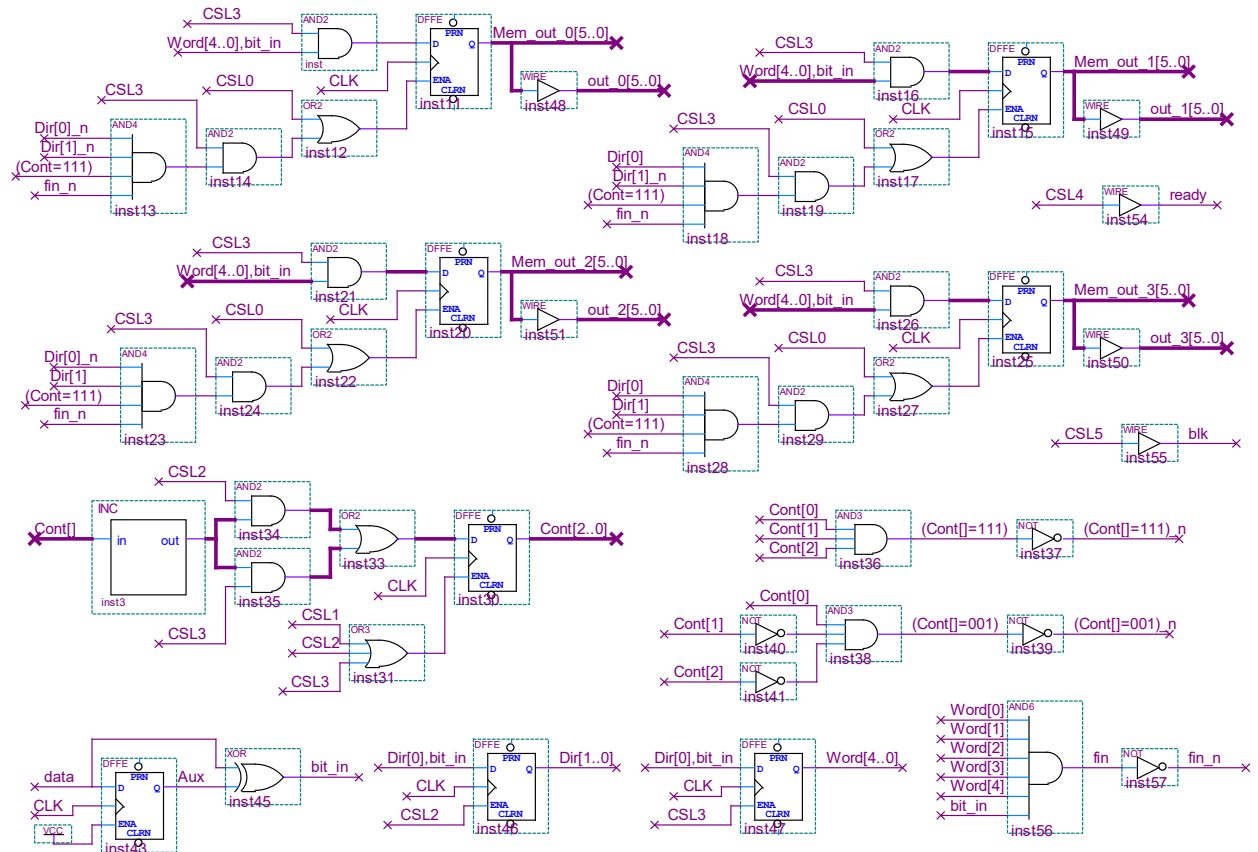 CSL3
AND2
Word[4..0],bit_in
inst
DFFE
PRN
D
Q
ENA
CLRN
inst11
Mem_out_0[5..0]
WIRE
inst48
out_0[5..0]
CLK
CSL0
OR2
inst12
CSL3
AND2
inst14
Dir[0]_n
Dir[1]_n
(Cont=111)
fin_n
AND4
inst13
CSL3
AND2
Word[4..0],bit_in
inst16
DFFE
PRN
D
Q
ENA
CLRN
inst15
Mem_out_1[5..0]
WIRE
inst49
out_1[5..0]
CLK
CSL0
OR2
inst17
CSL3
AND2
inst19
Dir[0]
Dir[1]_n
(Cont=111)
fin_n
AND4
inst18
CSL4
WIRE
inst54
ready
CSL3
AND2
Word[4..0],bit_in
inst21
DFFE
PRN
D
Q
ENA
CLRN
inst20
Mem_out_2[5..0]
WIRE
inst51
out_2[5..0]
CLK
CSL0
OR2
inst22
CSL3
AND2
inst24
Dir[0]_n
Dir[1]
(Cont=111)
fin_n
AND4
inst23
CSL3
AND2
Word[4..0],bit_in
inst26
DFFE
PRN
D
Q
ENA
CLRN
inst25
Mem_out_3[5..0]
WIRE
inst50
out_3[5..0]
CLK
CSL0
OR2
inst27
CSL3
AND2
inst29
Dir[0]
Dir[1]
(Cont=111)
fin_n
AND4
inst28
CSL5
WIRE
inst55
blk
CSL2
Cont[]
INC
in
out
inst3
AND2
inst34
AND2
inst35
CSL3
OR2
inst33
DFFE
PRN
D
Q
ENA
CLRN
inst30
Cont[2..0]
CLK
CSL1
CSL2
CSL3
OR3
inst31
Cont[0]
Cont[1]
Cont[2]
AND3
inst36
(Cont[]=111)
NOT
inst37
(Cont[]=111)_n
Cont[0]
Cont[1]
NOT
inst40
Cont[2]
NOT
inst41
AND3
inst38
(Cont[]=001)
NOT
inst39
(Cont[]=001)_n
data
CLK
VCC
DFFE
PRN
D
Q
ENA
CLRN
inst43
Aux
XOR
inst45
bit_in
Dir[0],bit_in
CLK
CSL2
DFFE
PRN
D
Q
ENA
CLRN
inst46
Dir[1..0]
Dir[0],bit_in
CLK
CSL3
DFFE
PRN
D
Q
ENA
CLRN
inst47
Word[4..0]
Word[0]
Word[1]
Word[2]
Word[3]
Word[4]
bit_in
AND6
inst56
fin
NOT
inst57
fin_n